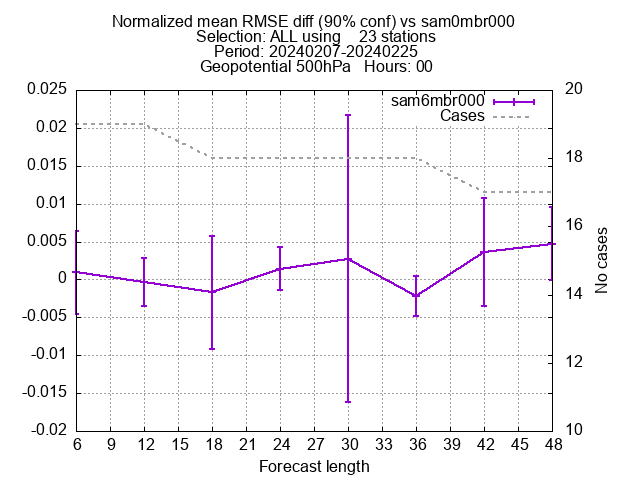 Normalized mean RMSE diff (90% conf) vs sam0mbr000
Selection: ALL using 23 stations
Period: 20240207-20240225
Geopotential 500hPa Hours: 00
0.025
0.02
0.015
0.01
0.005
0
-0.005
-0.01
-0.015
-0.02
sam6mbr000
Cases
20
18
16
14
12
10
No cases
6 9 12 15 18 21 24 27 30 33 36 39 42 45 48
Forecast length